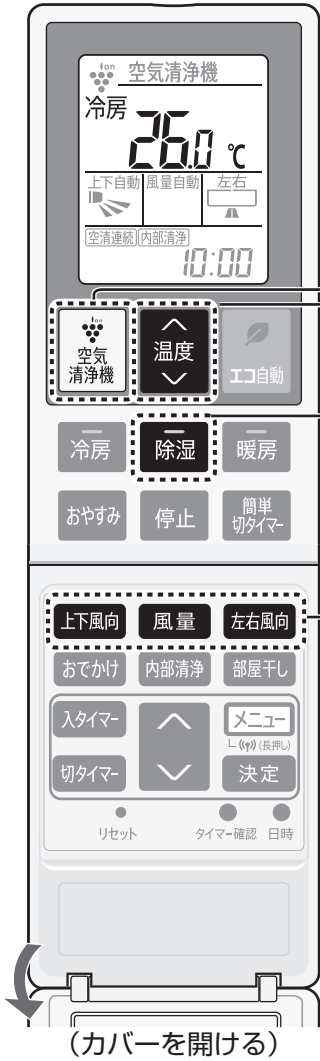 ion
空気清浄機
冷房
26.0 ℃
上下自動 風量自動 左右
空清連続 内部清浄
10:00
ion
空気
清浄機
温度
エコ自動
冷房 除湿 暖房
おやすみ 停止 簡単
切タイマー
上下風向 風量 左右風向
おでかけ 内部清浄 部屋干し
入タイマー メニュー
(長押し)
切タイマー 決定
リセット タイマー確認 日時
(カバーを開ける)